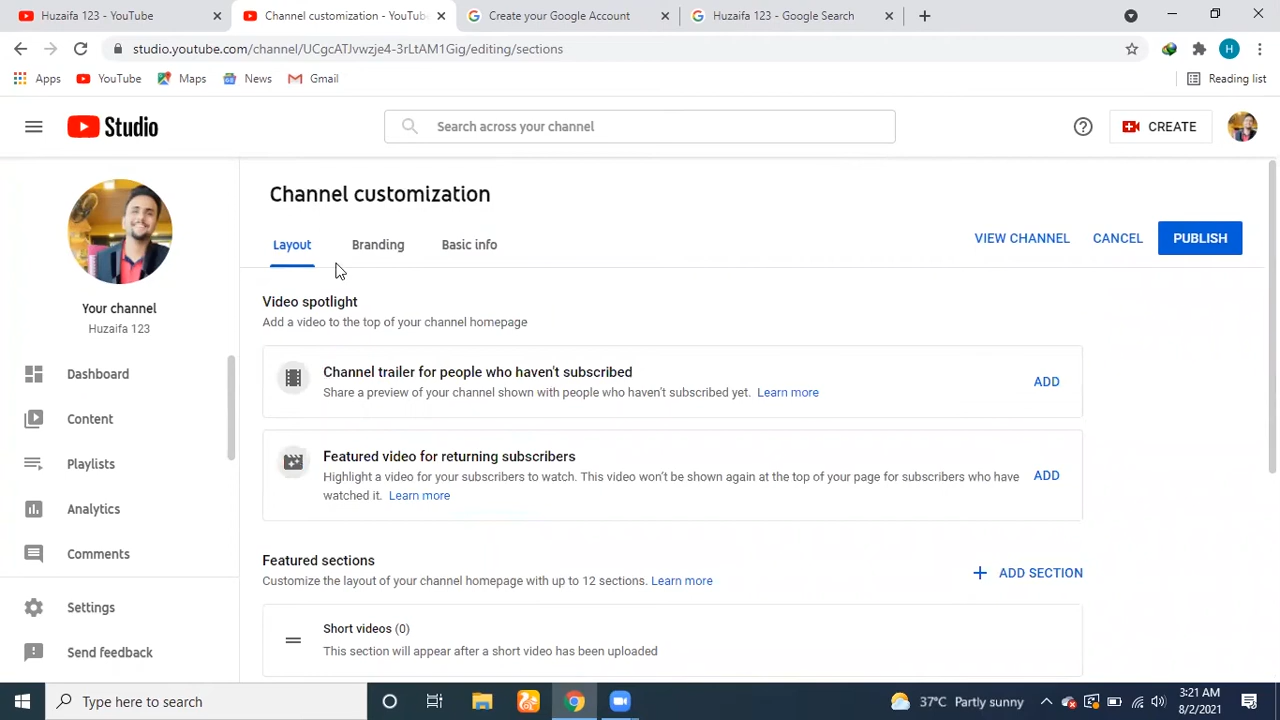 Huzaifa 123 - YouTube
Channel customization - YouTube
Create your Google Account
Huzaifa 123 - Google Search
studio.youtube.com/channel/UCgcATJvwzje4-3rLtAM1Gig/editing/sections
H
Apps
YouTube
Maps
News
Gmail
Reading list
Studio
Search across your channel
CREATE
Channel customization
Layout
Branding
Basic info
VIEW CHANNEL
CANCEL
PUBLISH
Your channel
Huzaifa 123
Dashboard
Content
Playlists
Analytics
Comments
Settings
Send feedback
Video spotlight
Add a video to the top of your channel homepage
Channel trailer for people who haven't subscribed
Share a preview of your channel shown with people who haven't subscribed yet. Learn more
ADD
Featured video for returning subscribers
Highlight a video for your subscribers to watch. This video won't be shown again at the top of your page for subscribers who have
watched it. Learn more
ADD
Featured sections
Customize the layout of your channel homepage with up to 12 sections. Learn more
ADD SECTION
Short videos (0)
This section will appear after a short video has been uploaded
Type here to search
37°C Partly sunny
3:21 AM
8/2/2021